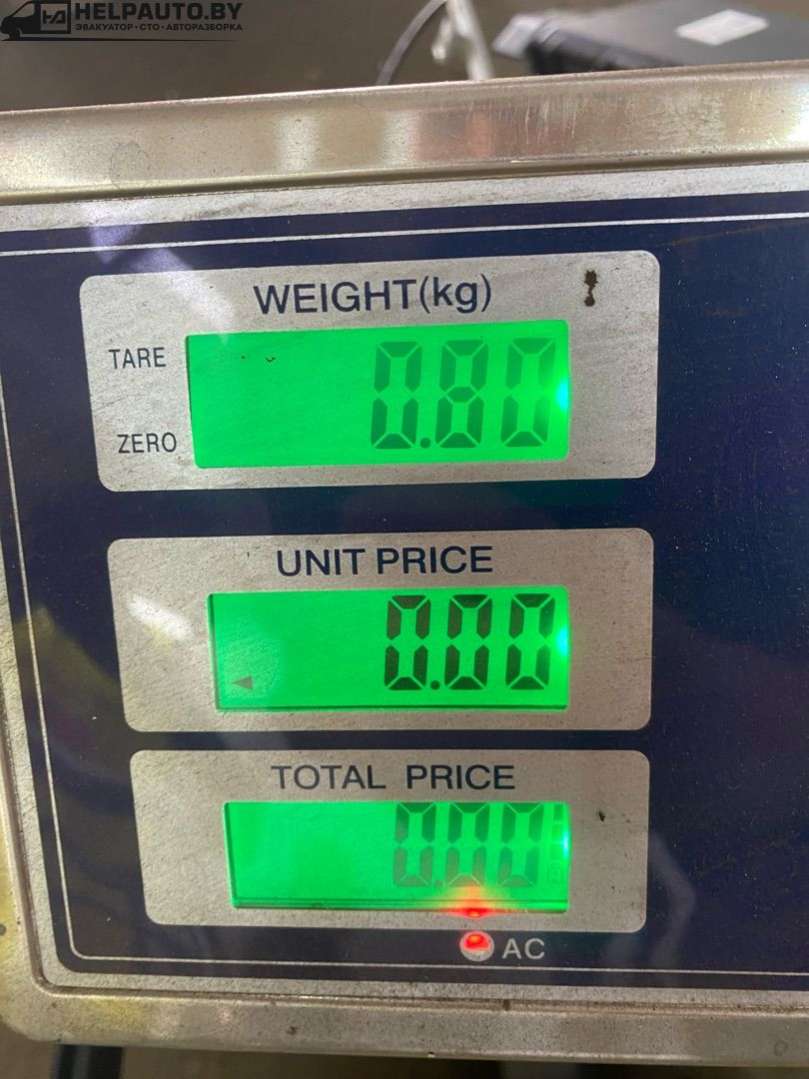 HELPAUTO.BY
ЭВАКУАТОР • СТО • АВТОРАЗБОРКА
WEIGHT(kg)
TARE
0.80
ZERO
UNIT PRICE
0.00
TOTAL PRICE
0.00
AC